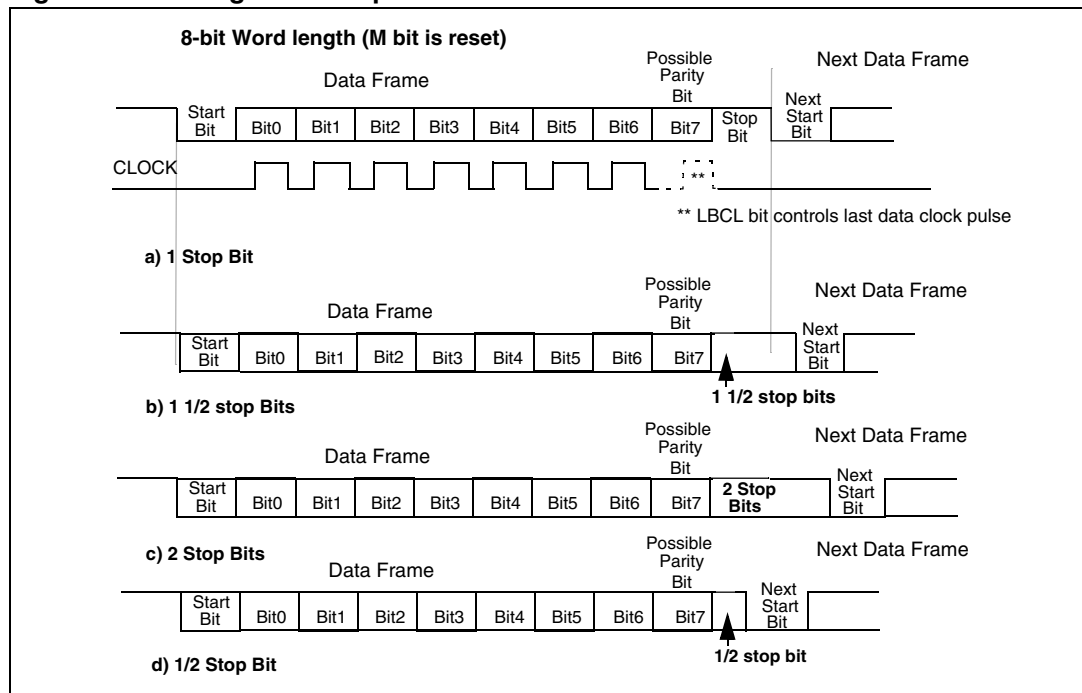 8-bit Word length (M bit is reset)
Data Frame
Possible
Parity
Bit
Next Data Frame
Start
Bit
Bit0
Bit1
Bit2
Bit3
Bit4
Bit5
Bit6
Bit7
Stop
Bit
Next
Start
Bit
CLOCK
**
** LBCL bit controls last data clock pulse
a) 1 Stop Bit
Data Frame
Possible
Parity
Bit
Next Data Frame
Start
Bit
Bit0
Bit1
Bit2
Bit3
Bit4
Bit5
Bit6
Bit7
Next
Start
Bit
1 1/2 stop bits
b) 1 1/2 stop Bits
Data Frame
Possible
Parity
Bit
Next Data Frame
Start
Bit
Bit0
Bit1
Bit2
Bit3
Bit4
Bit5
Bit6
Bit7
2 Stop
Bits
Next
Start
Bit
c) 2 Stop Bits
Data Frame
Possible
Parity
Bit
Next Data Frame
Start
Bit
Bit0
Bit1
Bit2
Bit3
Bit4
Bit5
Bit6
Bit7
Next
Start
Bit
1/2 stop bit
d) 1/2 Stop Bit